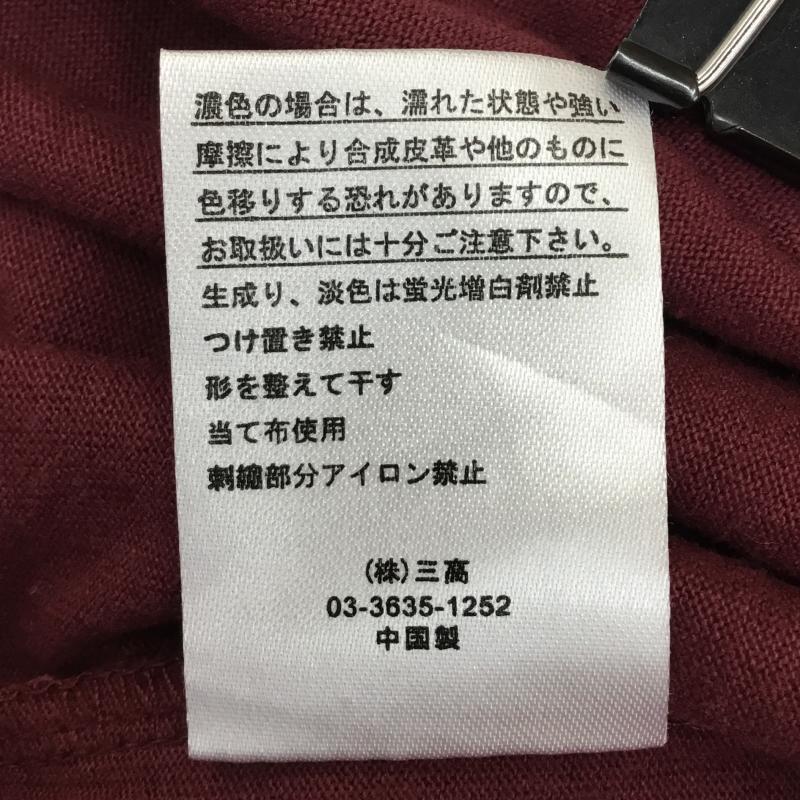 濃色の場合は、濡れた状態や強い
摩擦により合成皮革や他のものに
色移りする恐れがありますので、
お取扱いには十分ご注意下さい。
生成り、淡色は蛍光増白剤禁止
つけ置き禁止
形を整えて干す
当て布使用
刺繍部分アイロン禁止
(株)三高
03-3635-1252
中国製